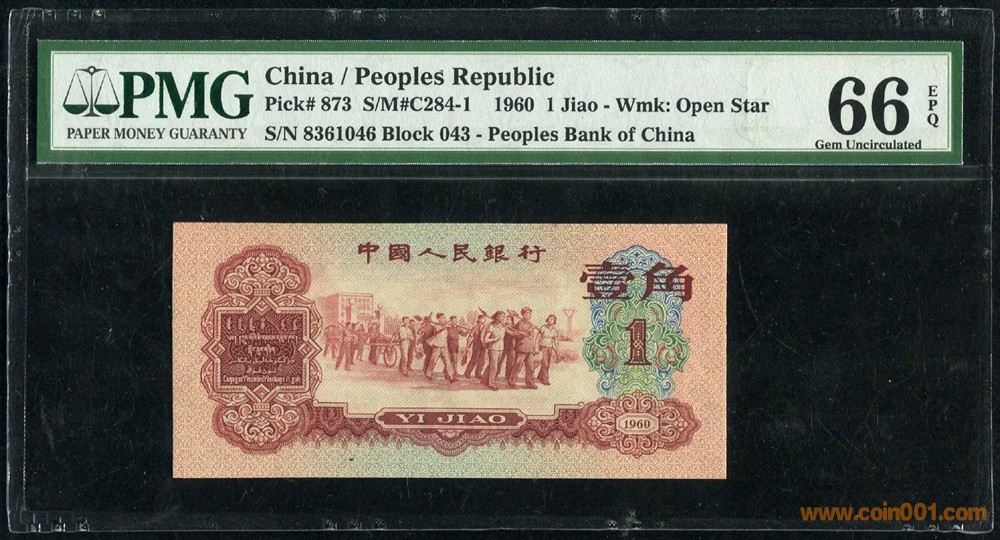 PMG
PAPER MONEY GUARANTY
China / Peoples Republic
Pick# 873 S/M#C284-1 1960 1 Jiao - Wmk: Open Star
S/N 8361046 Block 043 - Peoples Bank of China
66
EPQ
Gem Uncirculated
中國人民銀行
壹角
1
YI JIAO
1960
www.coin001.com